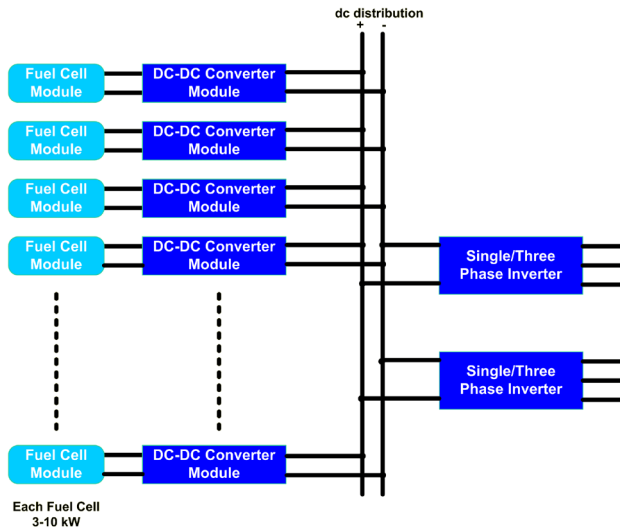 dc distribution
+ -
Fuel Cell
Module
DC-DC Converter
Module
Fuel Cell
Module
DC-DC Converter
Module
Fuel Cell
Module
DC-DC Converter
Module
Fuel Cell
Module
DC-DC Converter
Module
Single/Three
Phase Inverter
Single/Three
Phase Inverter
Fuel Cell
Module
DC-DC Converter
Module
Each Fuel Cell
3-10 kW